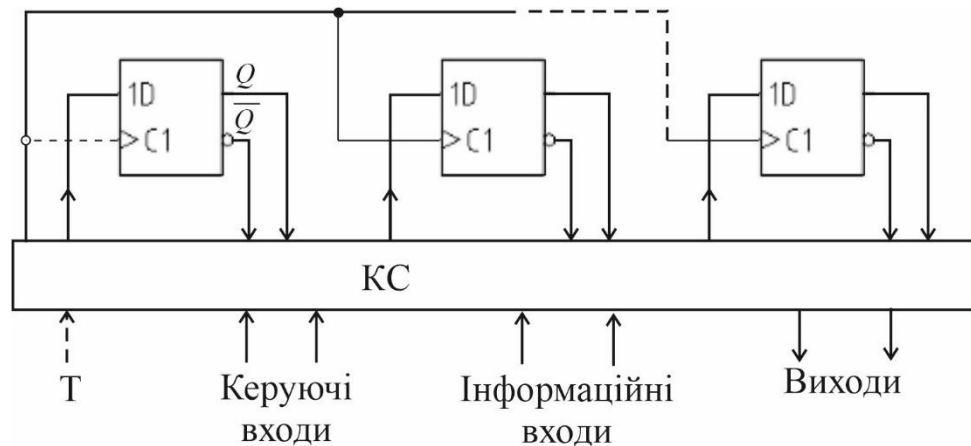 1D
C1
Q
Q̅
1D
C1
1D
C1
КС
Т
Керуючі
входи
Інформаційні
входи
Виходи